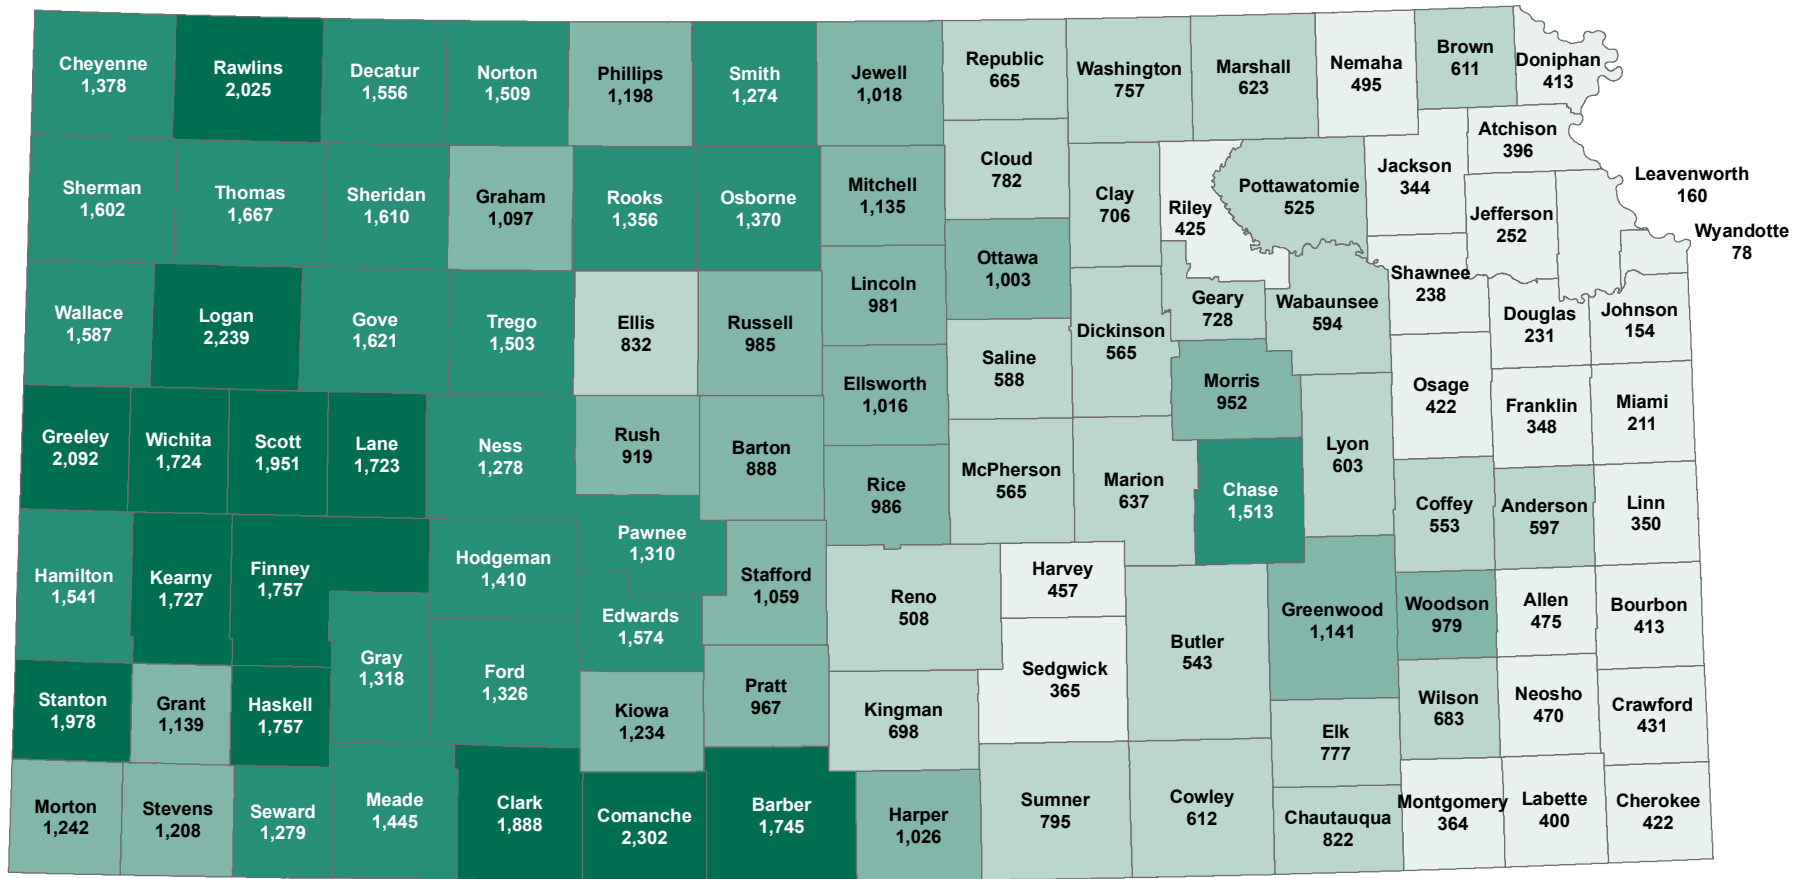 Cheyenne
1,378
Rawlins
2,025
Decatur
1,556
Norton
1,509
Phillips
1,198
Smith
1,274
Jewell
1,018
Republic
665
Washington
757
Marshall
623
Nemaha
495
Brown
611
Doniphan
413
Sherman
1,602
Thomas
1,667
Sheridan
1,610
Graham
1,097
Rooks
1,356
Osborne
1,370
Mitchell
1,135
Cloud
782
Clay
706
Riley
425
Pottawatomie
525
Jackson
344
Atchison
396
Jefferson
252
Leavenworth
160
Wyandotte
78
Wallace
1,587
Logan
2,239
Gove
1,621
Trego
1,503
Ellis
832
Russell
985
Lincoln
981
Ottawa
1,003
Saline
588
Dickinson
565
Geary
728
Wabaunsee
594
Shawnee
238
Douglas
231
Johnson
154
Greeley
2,092
Wichita
1,724
Scott
1,951
Lane
1,723
Ness
1,278
Rush
919
Barton
888
Ellsworth
1,016
Rice
986
McPherson
565
Marion
637
Morris
952
Chase
1,513
Lyon
603
Osage
422
Franklin
348
Miami
211
Coffey
553
Anderson
597
Linn
350
Hamilton
1,541
Kearny
1,727
Finney
1,757
Hodgeman
1,410
Pawnee
1,310
Edwards
1,574
Stafford
1,059
Reno
508
Harvey
457
Sedgwick
365
Butler
543
Greenwood
1,141
Woodson
979
Allen
475
Bourbon
413
Stanton
1,978
Grant
1,139
Haskell
1,757
Gray
1,318
Ford
1,326
Kiowa
1,234
Pratt
967
Kingman
698
Elk
777
Wilson
683
Neosho
470
Crawford
431
Morton
1,242
Stevens
1,208
Seward
1,279
Meade
1,445
Clark
1,888
Comanche
2,302
Barber
1,745
Harper
1,026
Sumner
795
Cowley
612
Chautauqua
822
Montgomery
364
Labette
400
Cherokee
422